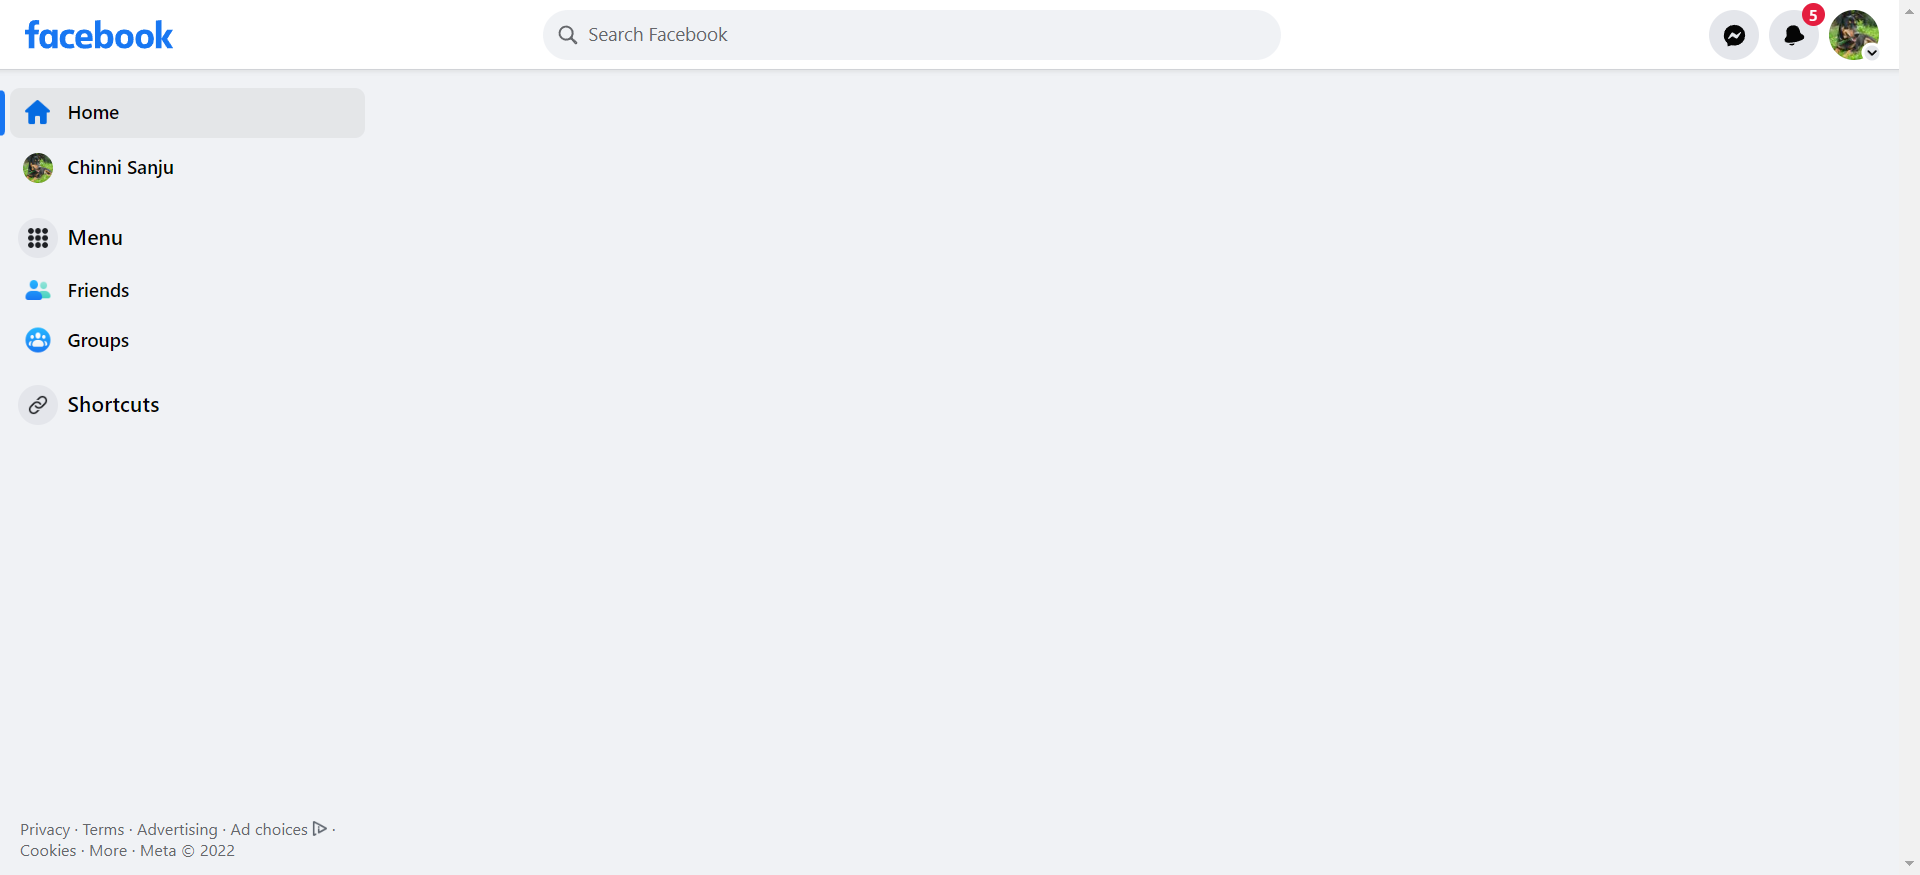 facebook
Search Facebook
5
Home
Chinni Sanju
Menu
Friends
Groups
Shortcuts
Privacy · Terms · Advertising · Ad choices ·
Cookies · More · Meta © 2022